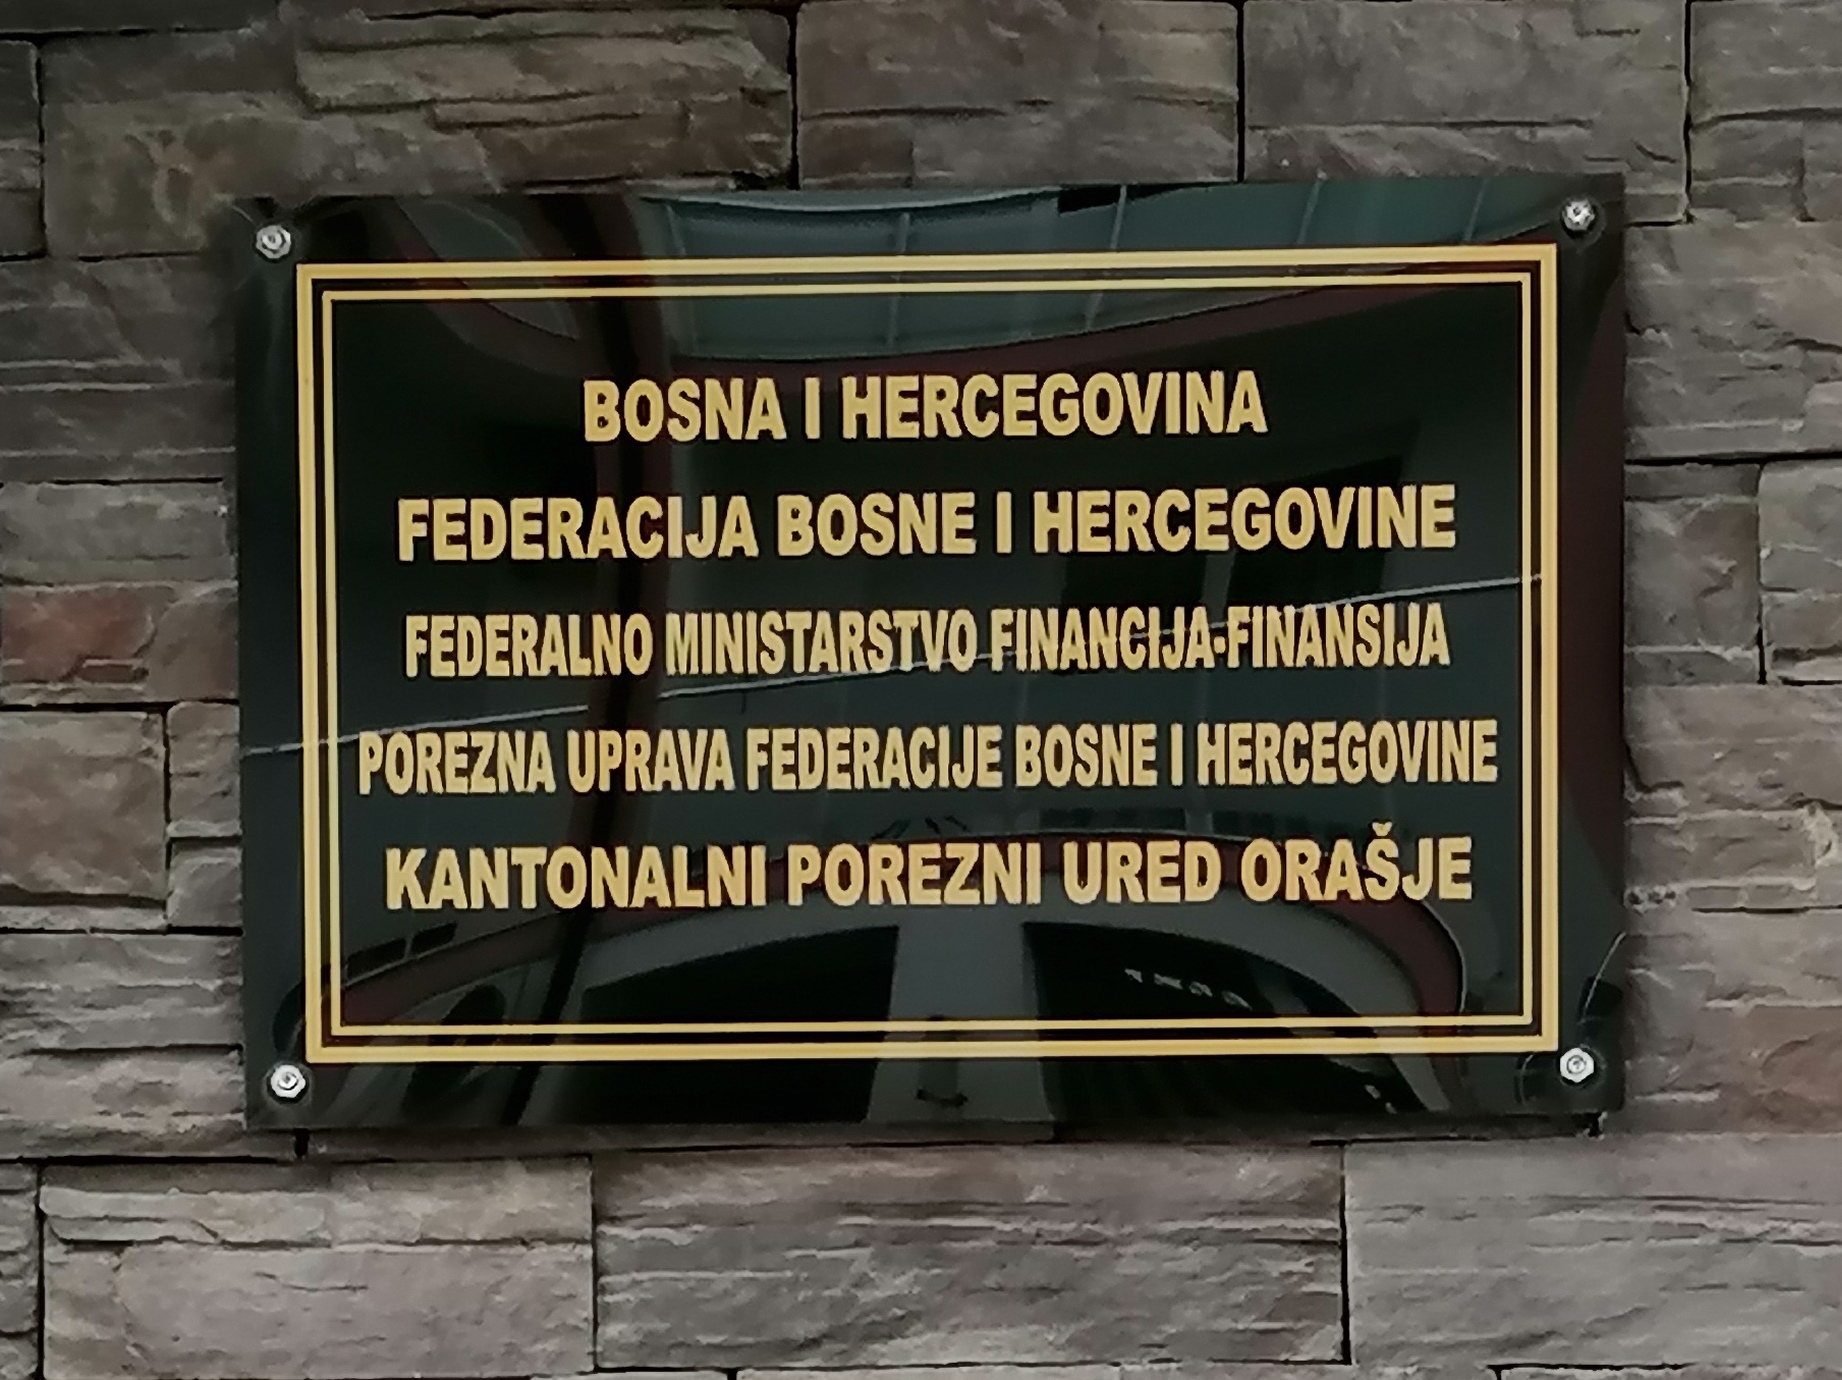 BOSNA I HERCEGOVINA
FEDERACIJA BOSNE I HERCEGOVINE
FEDERALNO MINISTARSTVO FINANCIJA-FINANSIJA
POREZNA UPRAVA FEDERACIJE BOSNE I HERCEGOVINE
KANTONALNI POREZNI URED ORAŠJE